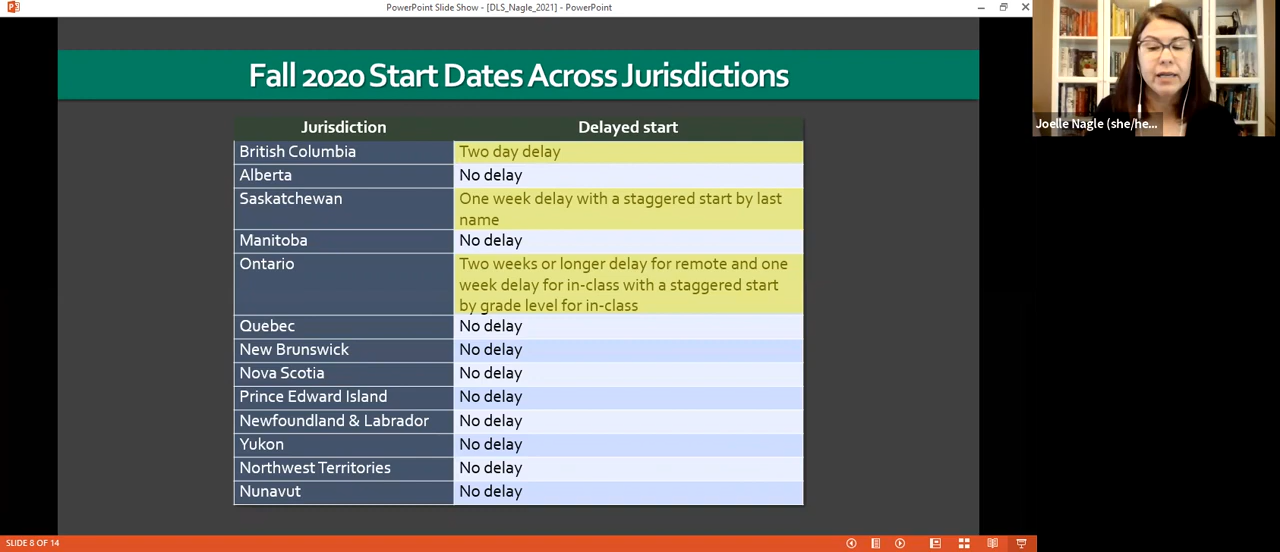 PowerPoint Slide Show - [DLS_Nagle_2021] - PowerPoint
Fall 2020 Start Dates Across Jurisdictions
Jurisdiction Delayed start
British Columbia Two day delay
Alberta No delay
Saskatchewan One week delay with a staggered start by last
name
Manitoba No delay
Ontario Two weeks or longer delay for remote and one
week delay for in-class with a staggered start
by grade level for in-class
Quebec No delay
New Brunswick No delay
Nova Scotia No delay
Prince Edward Island No delay
Newfoundland & Labrador No delay
Yukon No delay
Northwest Territories No delay
Nunavut No delay
Joelle Nagle (she/he...
SLIDE 8 OF 14